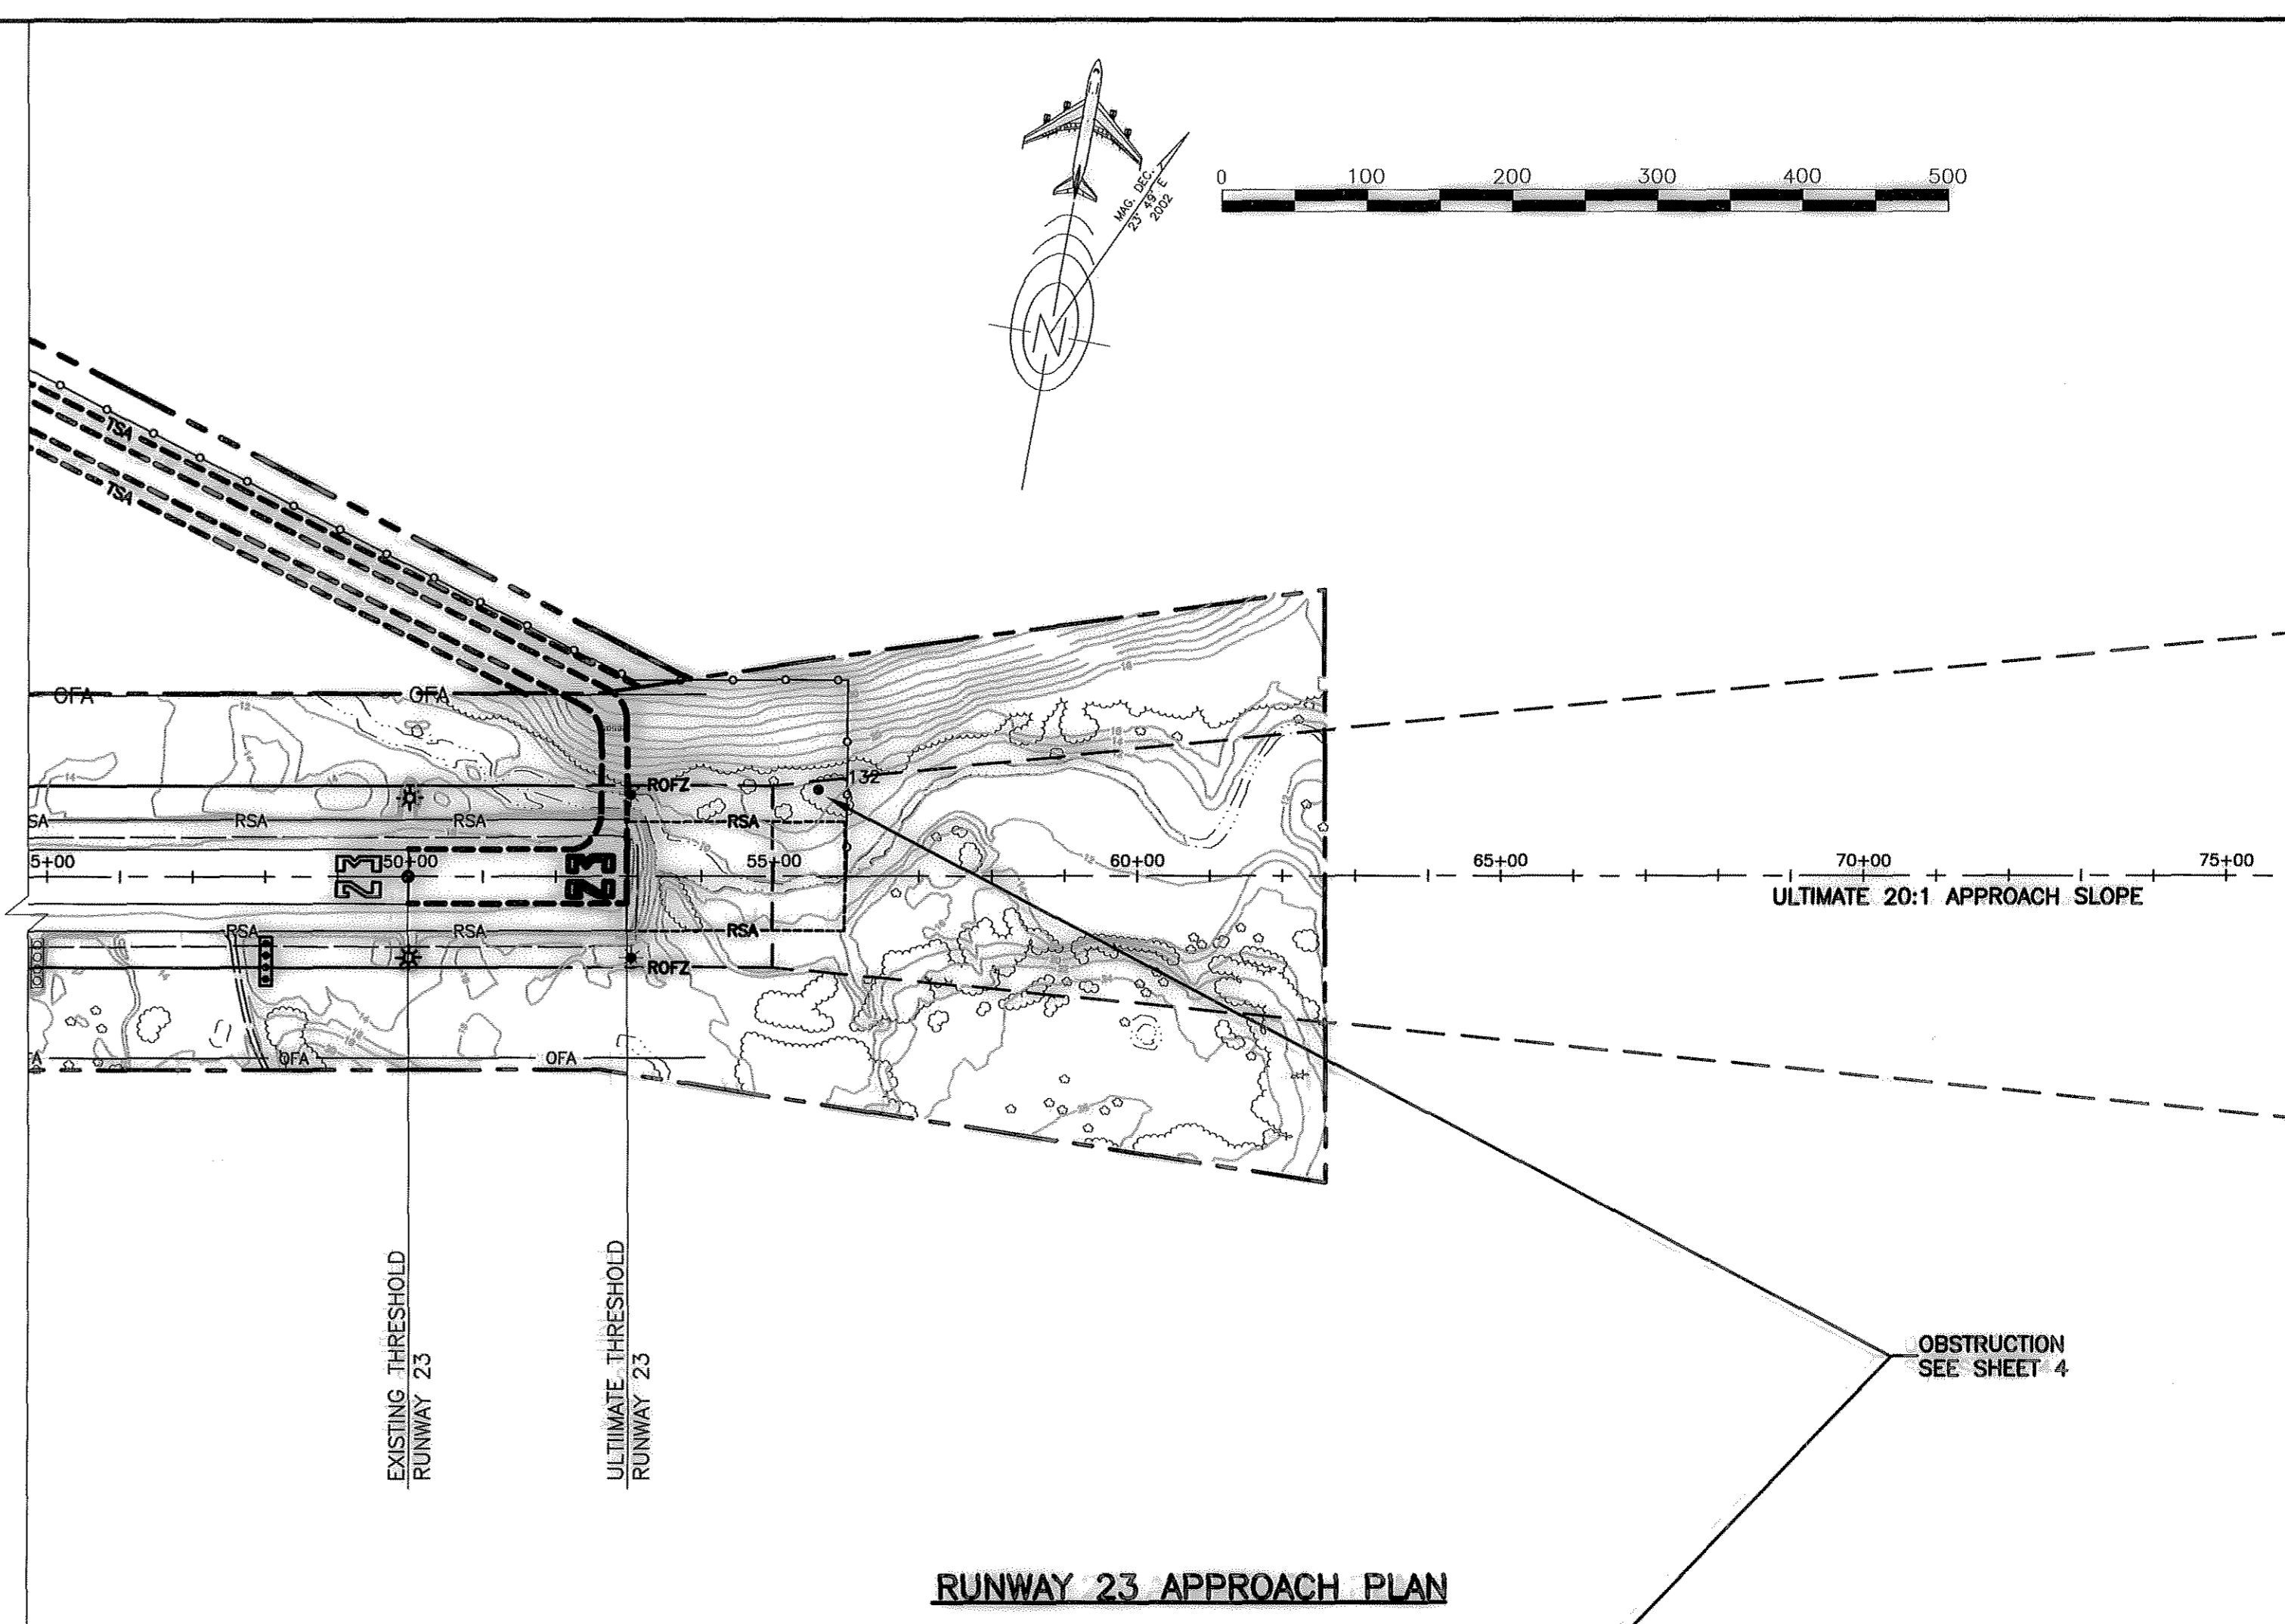 MAG. DEC.
23° 49' E
2002
0 100 200 300 400 500
N
TSA
TSA
OFA OFA
ROFZ
132
SA RSA RSA RSA
5+00 50+00 55+00 60+00 65+00 70+00 75+00
23 23
ULTIMATE 20:1 APPROACH SLOPE
RSA RSA RSA
ROFZ
A OFA OFA
EXISTING THRESHOLD
RUNWAY 23
ULTIIMATE THRESHOLD
RUNWAY 23
OBSTRUCTION
SEE SHEET 4
RUNWAY 23 APPROACH PLAN